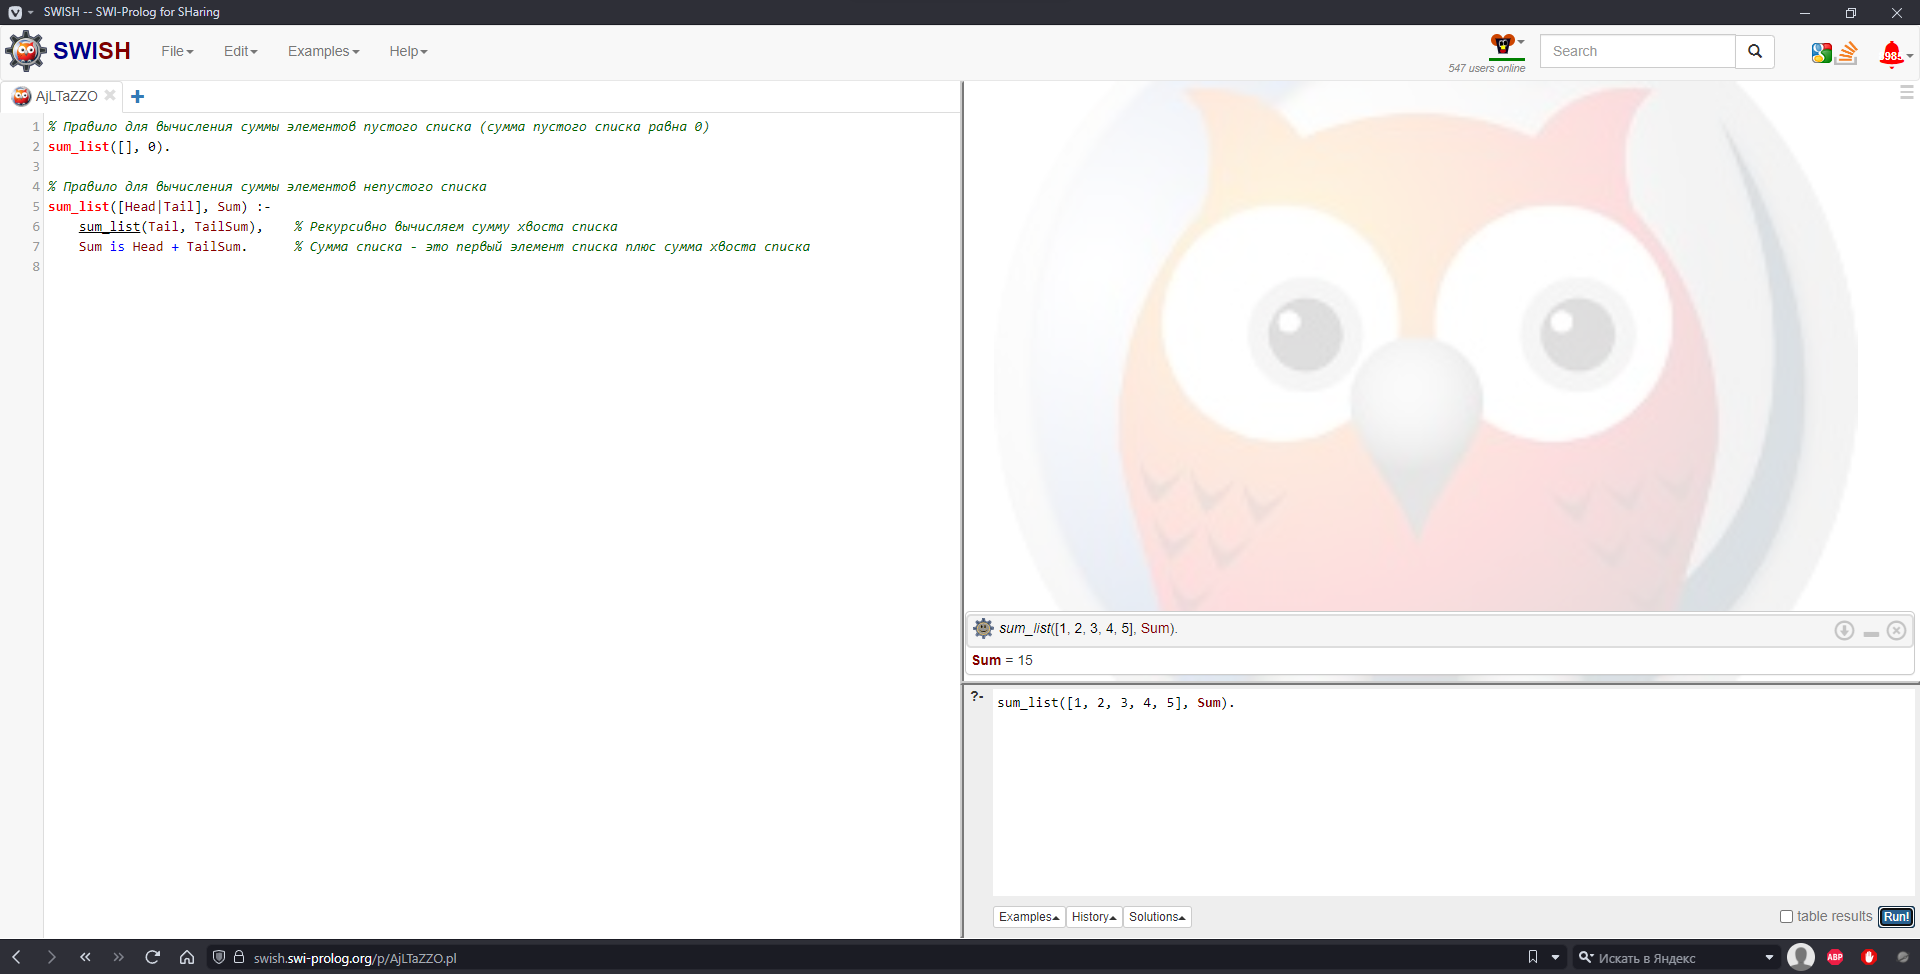 SWISH -- SWI-Prolog for SHaring
SWISH
File
Edit
Examples
Help
547 users online
Search
AjLTaZZO
1 % Правило для вычисления суммы элементов пустого списка (сумма пустого списка равна 0)
2 sum_list([], 0).
3
4 % Правило для вычисления суммы элементов непустого списка
5 sum_list([Head|Tail], Sum) :-
6 sum_list(Tail, TailSum), % Рекурсивно вычисляем сумму хвоста списка
7 Sum is Head + TailSum. % Сумма списка - это первый элемент списка плюс сумма хвоста списка
8
sum_list([1, 2, 3, 4, 5], Sum).
Sum = 15
?- sum_list([1, 2, 3, 4, 5], Sum).
Examples
History
Solutions
table results
Run!
swish.swi-prolog.org/p/AjLTaZZO.pl
Искать в Яндекс
ABP